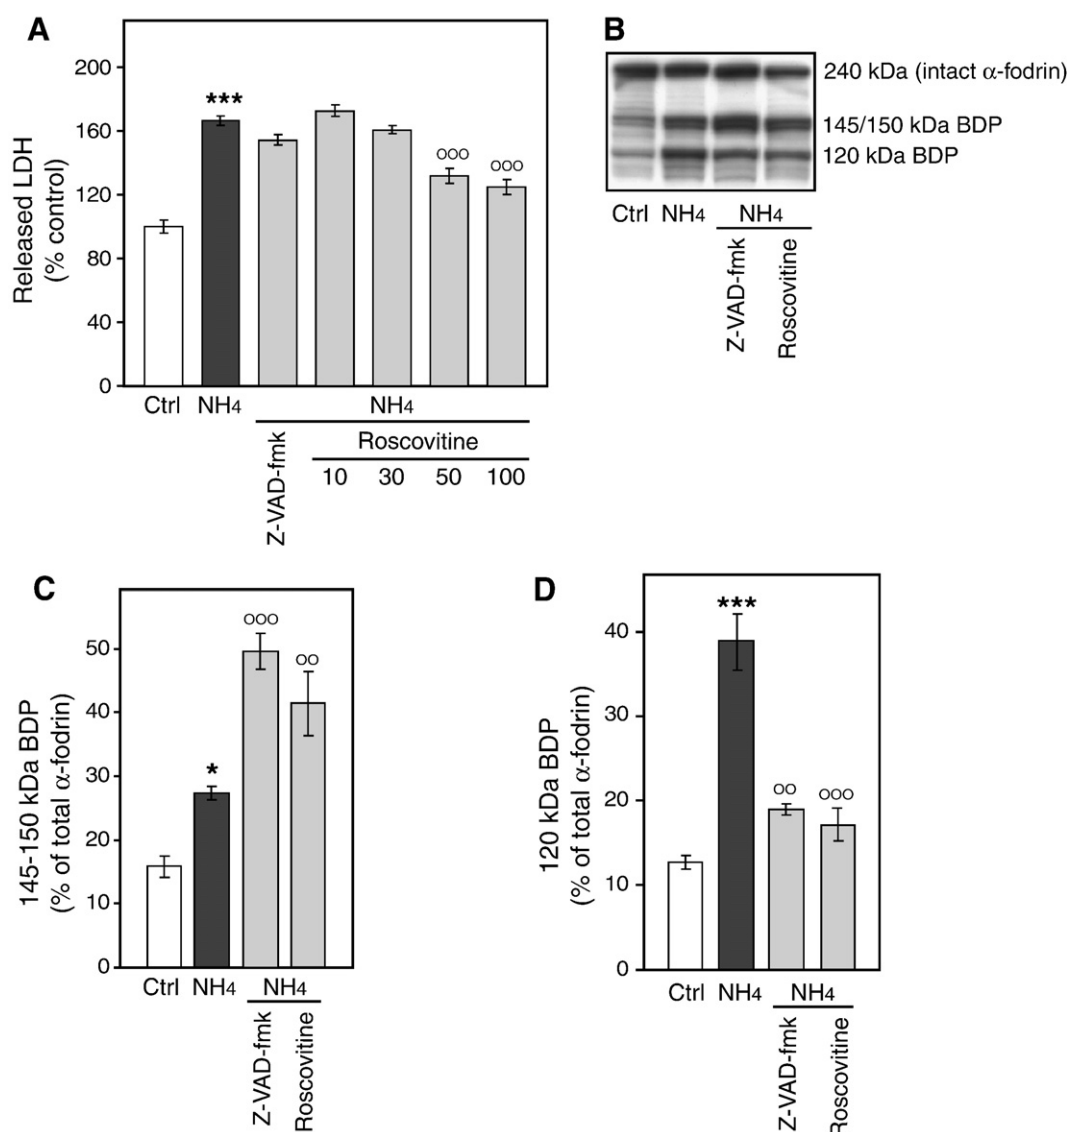 A
Released LDH
(% control)
200
160
120
80
40
0
***
ooo
ooo
Ctrl
NH4
NH4
Z-VAD-fmk
Roscovitine
10 30 50 100
B
240 kDa (intact α-fodrin)
145/150 kDa BDP
120 kDa BDP
Ctrl NH4 NH4
Z-VAD-fmk
Roscovitine
C
145-150 kDa BDP
(% of total α-fodrin)
50
40
30
20
10
0
*
ooo
oo
Ctrl NH4 NH4
Z-VAD-fmk
Roscovitine
D
120 kDa BDP
(% of total α-fodrin)
40
30
20
10
0
***
oo
ooo
Ctrl NH4 NH4
Z-VAD-fmk
Roscovitine